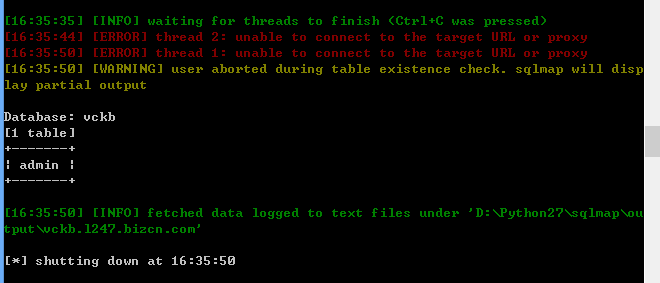 [16:35:35] [INFO] waiting for threads to finish (Ctrl+C was pressed)
[16:35:44] [ERROR] thread 2: unable to connect to the target URL or proxy
[16:35:50] [ERROR] thread 1: unable to connect to the target URL or proxy
[16:35:50] [WARNING] user aborted during table existence check. sqlmap will disp
lay partial output
Database: vckb
[1 table]
+-------+
¦ admin ¦
+-------+
[16:35:50] [INFO] fetched data logged to text files under 'D:\Python27\sqlmap\ou
tput\vckb.l247.bizcn.com'
[*] shutting down at 16:35:50